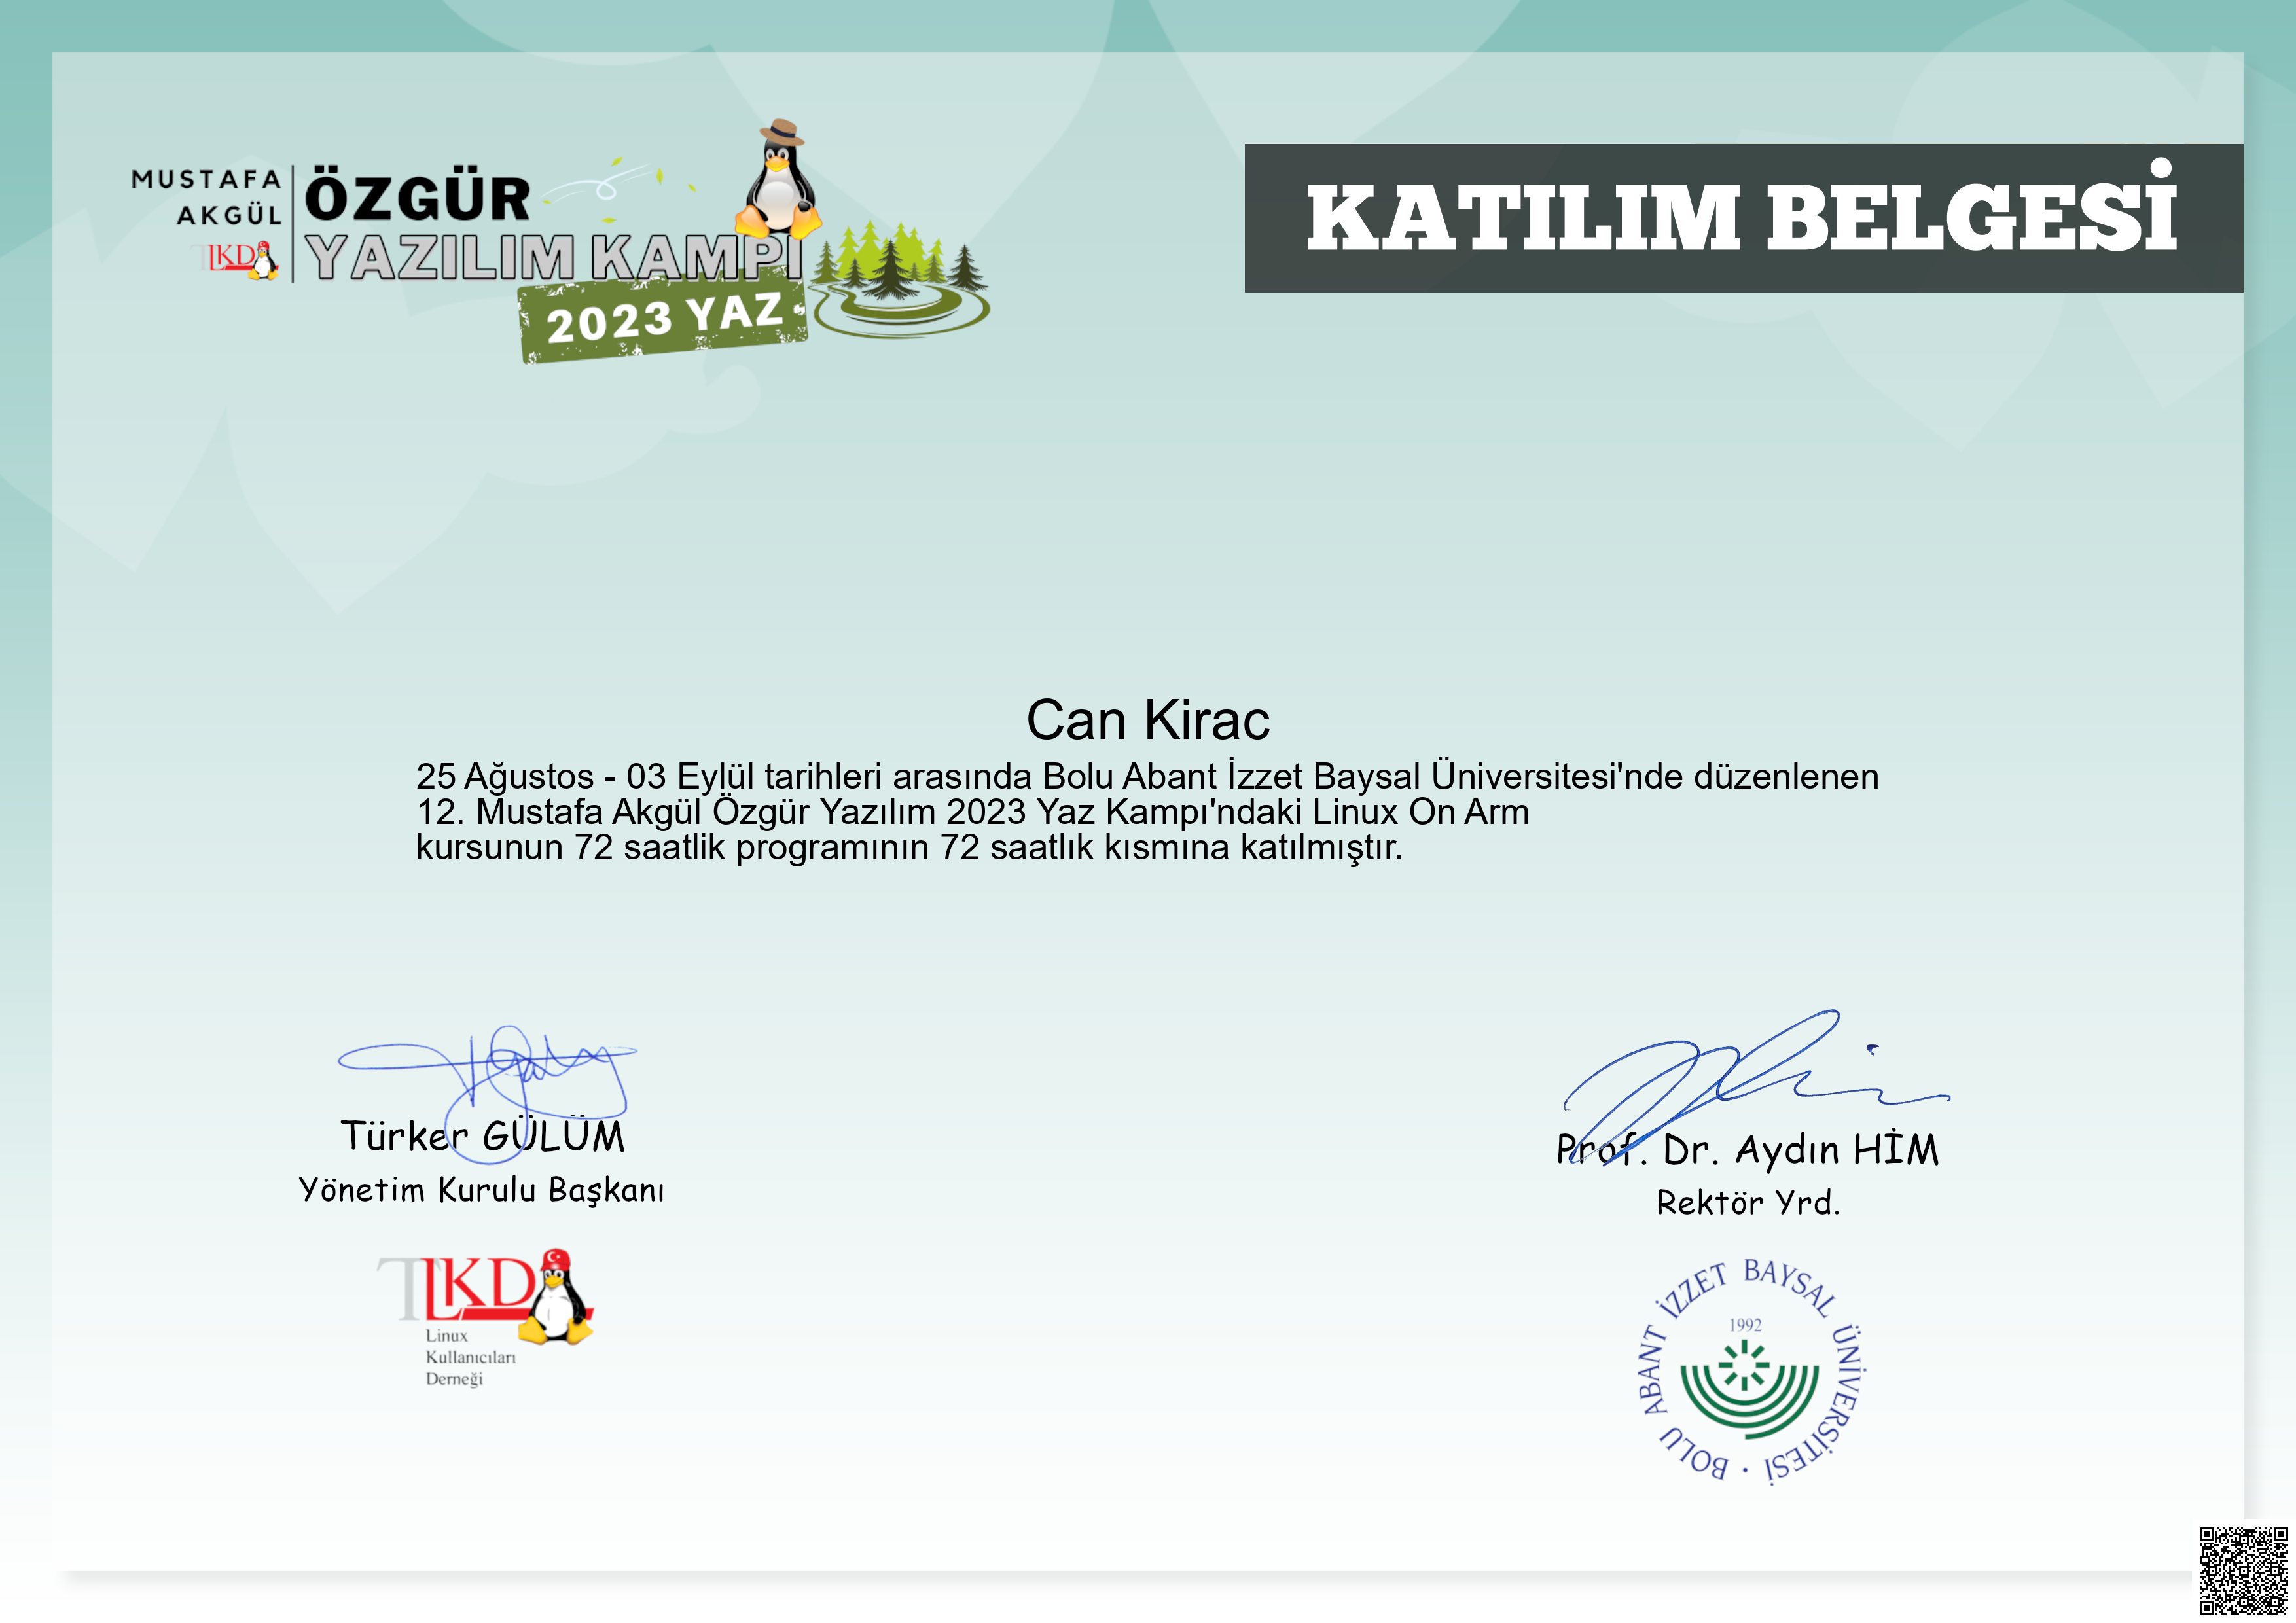 MUSTAFA
AKGÜL
TLKD
ÖZGÜR
YAZILIM KAMPI
2023 YAZ
KATILIM BELGESİ
Can Kirac
25 Ağustos - 03 Eylül tarihleri arasında Bolu Abant İzzet Baysal Üniversitesi'nde düzenlenen
12. Mustafa Akgül Özgür Yazılım 2023 Yaz Kampı'ndaki Linux On Arm
kursunun 72 saatlik programının 72 saatlık kısmına katılmıştır.
Türker GÜLÜM
Yönetim Kurulu Başkanı
TLKD
Linux
Kullanıcıları
Derneği
Prof. Dr. Aydın HİM
Rektör Yrd.
BOLU ABANT İZZET BAYSAL ÜNİVERSİTESİ
1992